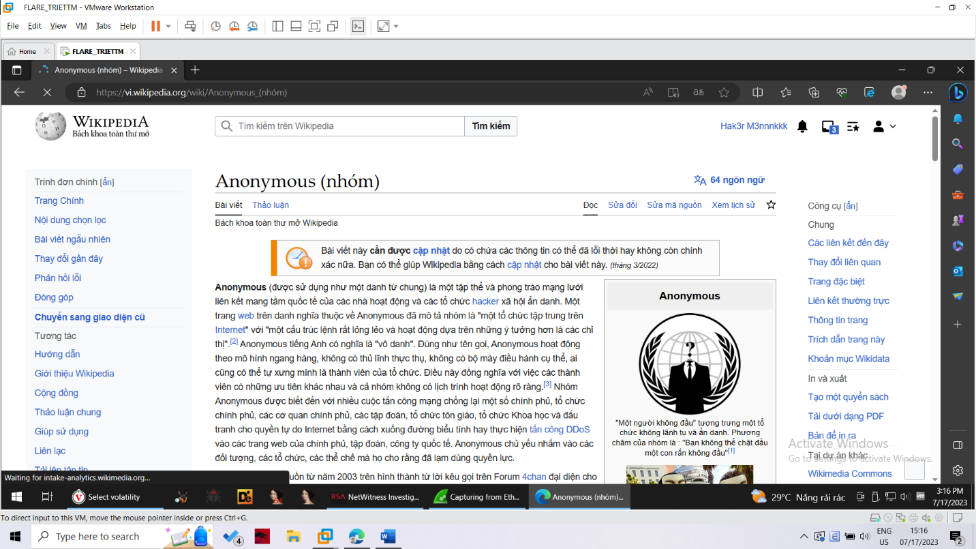 FLARE_TRIETTM - VMware Workstation
File Edit View VM Tabs Help
Home
FLARE_TRIETTM
Anonymous (nhóm) – Wikipedia
https://vi.wikipedia.org/wiki/Anonymous_(nhóm)
WIKIPEDIA
Bách khoa toàn thư mở
Tìm kiếm trên Wikipedia
Tìm kiếm
Hak3r M3nnnkkk
3
Trình đơn chính [ẩn]
Trang Chính
Nội dung chọn lọc
Bài viết ngẫu nhiên
Thay đổi gần đây
Phản hồi lỗi
Đóng góp
Chuyển sang giao diện cũ
Tương tác
Hướng dẫn
Giới thiệu Wikipedia
Cộng đồng
Thảo luận chung
Giúp sử dụng
Liên lạc
Tải lên tập tin
Anonymous (nhóm)
64 ngôn ngữ
Bài viết Thảo luận
Đọc Sửa đổi Sửa mã nguồn Xem lịch sử
Bách khoa toàn thư mở Wikipedia
Bài viết này cần được cập nhật do có chứa các thông tin có thể đã lỗi thời hay không còn chính
xác nữa. Bạn có thể giúp Wikipedia bằng cách cập nhật cho bài viết này. (tháng 3/2022)
Anonymous (được sử dụng như một danh từ chung) là một tập thể và phong trào mạng lưới
liên kết mang tầm quốc tế của các nhà hoạt động và các tổ chức hacker xã hội ẩn danh. Một
trang web trên danh nghĩa thuộc về Anonymous đã mô tả nhóm là "một tổ chức tập trung trên
Internet" với "một cấu trúc lệnh rất lỏng lẻo và hoạt động dựa trên những ý tưởng hơn là các chỉ
thị".[2] Anonymous tiếng Anh có nghĩa là "vô danh". Đúng như tên gọi, Anonymous hoạt động
theo mô hình ngang hàng, không có thủ lĩnh thực thụ, không có bộ máy điều hành cụ thể, ai
cũng có thể tự xưng mình là thành viên của tổ chức. Điều này đồng nghĩa với việc các thành
viên có những ưu tiên khác nhau và cả nhóm không có lịch trình hoạt động rõ ràng.[3] Nhóm
Anonymous được biết đến với nhiều cuộc tấn công mạng chống lại một số chính phủ, tổ chức
chính phủ, các cơ quan chính phủ, các tập đoàn, tổ chức tôn giáo, tổ chức Khoa học và đấu
tranh cho quyền tự do Internet bằng cách xuống đường biểu tình hay thực hiện tấn công DDoS
vào các trang web của chính phủ, tập đoàn, công ty quốc tế. Anonymous chủ yếu nhắm vào các
đối tượng, các tổ chức, các thể chế mà họ cho rằng đã lạm dùng quyền lực.
uồn từ năm 2003 trên hình thành từ lời kêu gọi trên Forum 4chan đại diện cho
Anonymous
?
"Một người không đầu" tượng trưng một tổ
chức không lãnh tụ và ẩn danh. Phương
châm của nhóm là : "Bạn không thể chặt đầu
một con rắn không đầu"[1]
Công cụ [ẩn]
Chung
Các liên kết đến đây
Thay đổi liên quan
Trang đặc biệt
Liên kết thường trực
Thông tin trang
Trích dẫn trang này
Khoản mục Wikidata
In và xuất
Tạo một quyển sách
Tải dưới dạng PDF
Bản để in ra
Tại dự án khác
Wikimedia Commons
Activate Windows
Go to Settings to activate Windows.
Waiting for intake-analytics.wikimedia.org...
Select volatility
RSA NetWitness Investig...
Capturing from Eth...
Anonymous (nhóm)...
29°C Nắng rải rác
3:16 PM
7/17/2023
To direct input to this VM, move the mouse pointer inside or press Ctrl+G.
Type here to search
4
ENG
US
15:16
07/17/2023
2